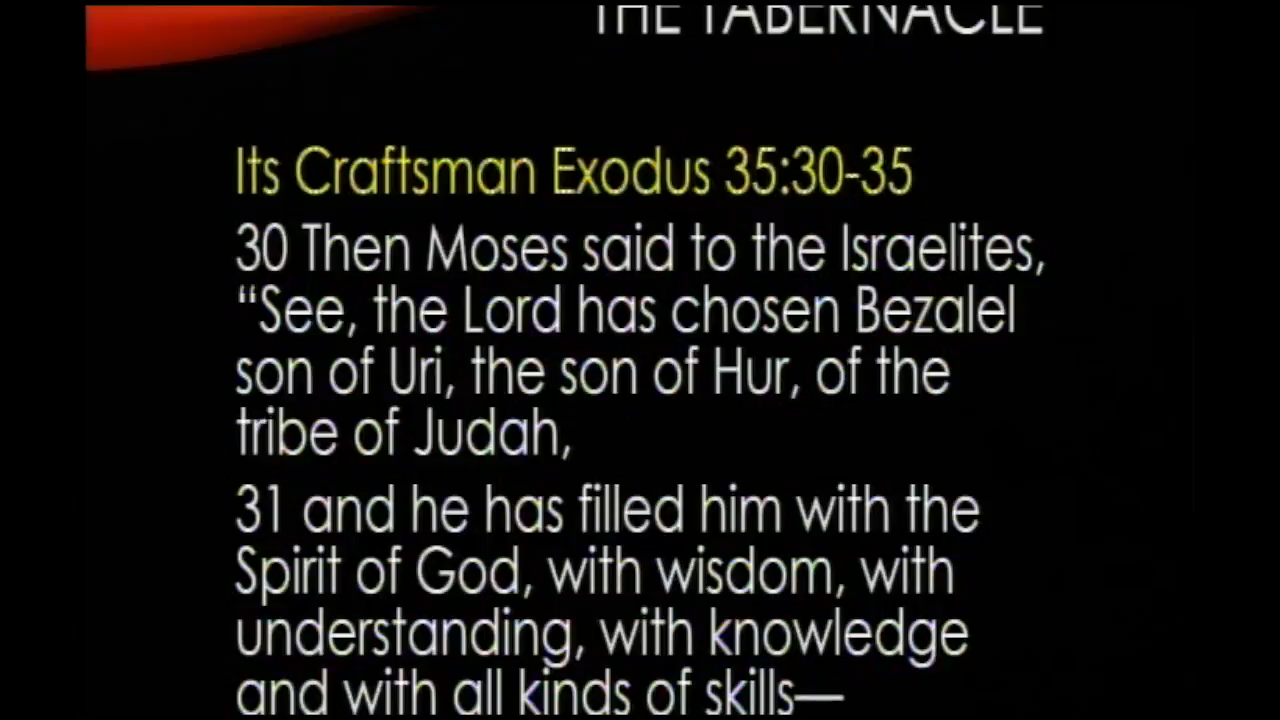 THE TABERNACLE
Its Craftsman Exodus 35:30-35
30 Then Moses said to the Israelites,
“See, the Lord has chosen Bezalel
son of Uri, the son of Hur, of the
tribe of Judah,
31 and he has filled him with the
Spirit of God, with wisdom, with
understanding, with knowledge
and with all kinds of skills—